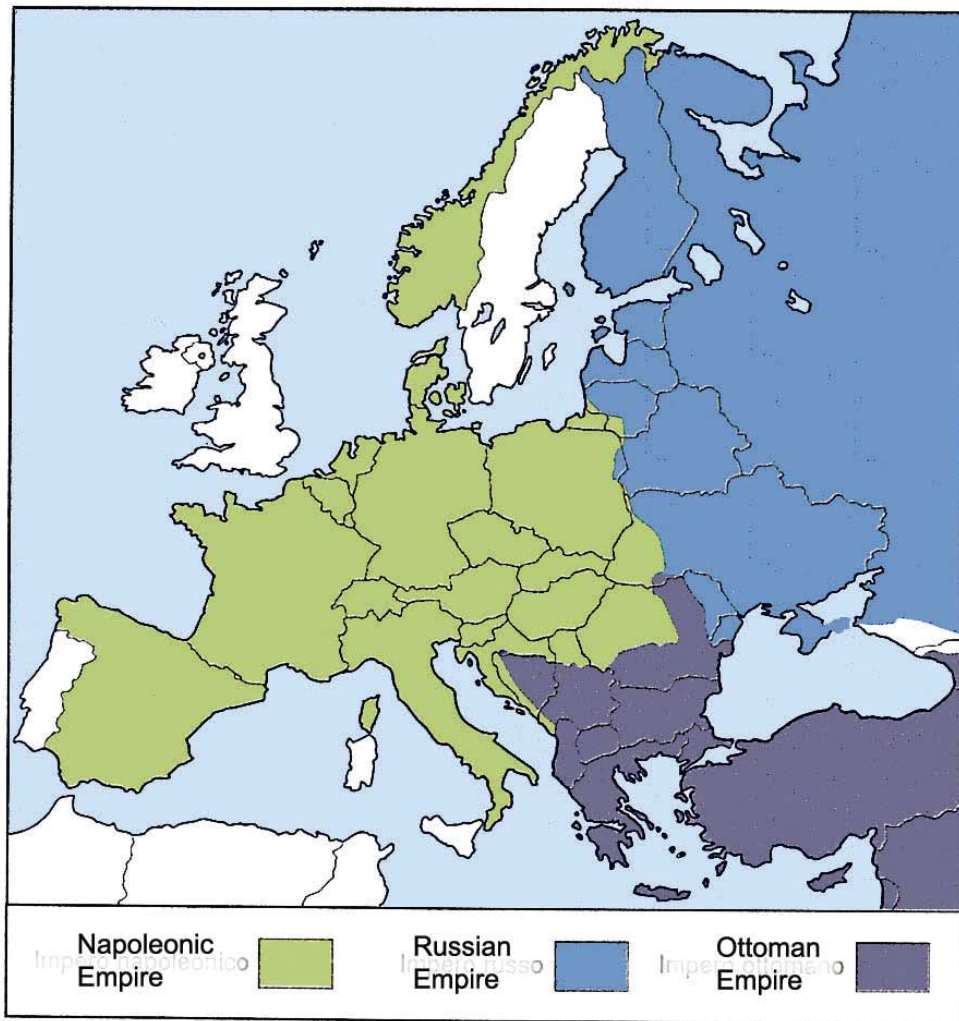 Napoleonic
Empire
Impero napoleonico
Russian
Empire
Impero russo
Ottoman
Empire
Impero ottomano